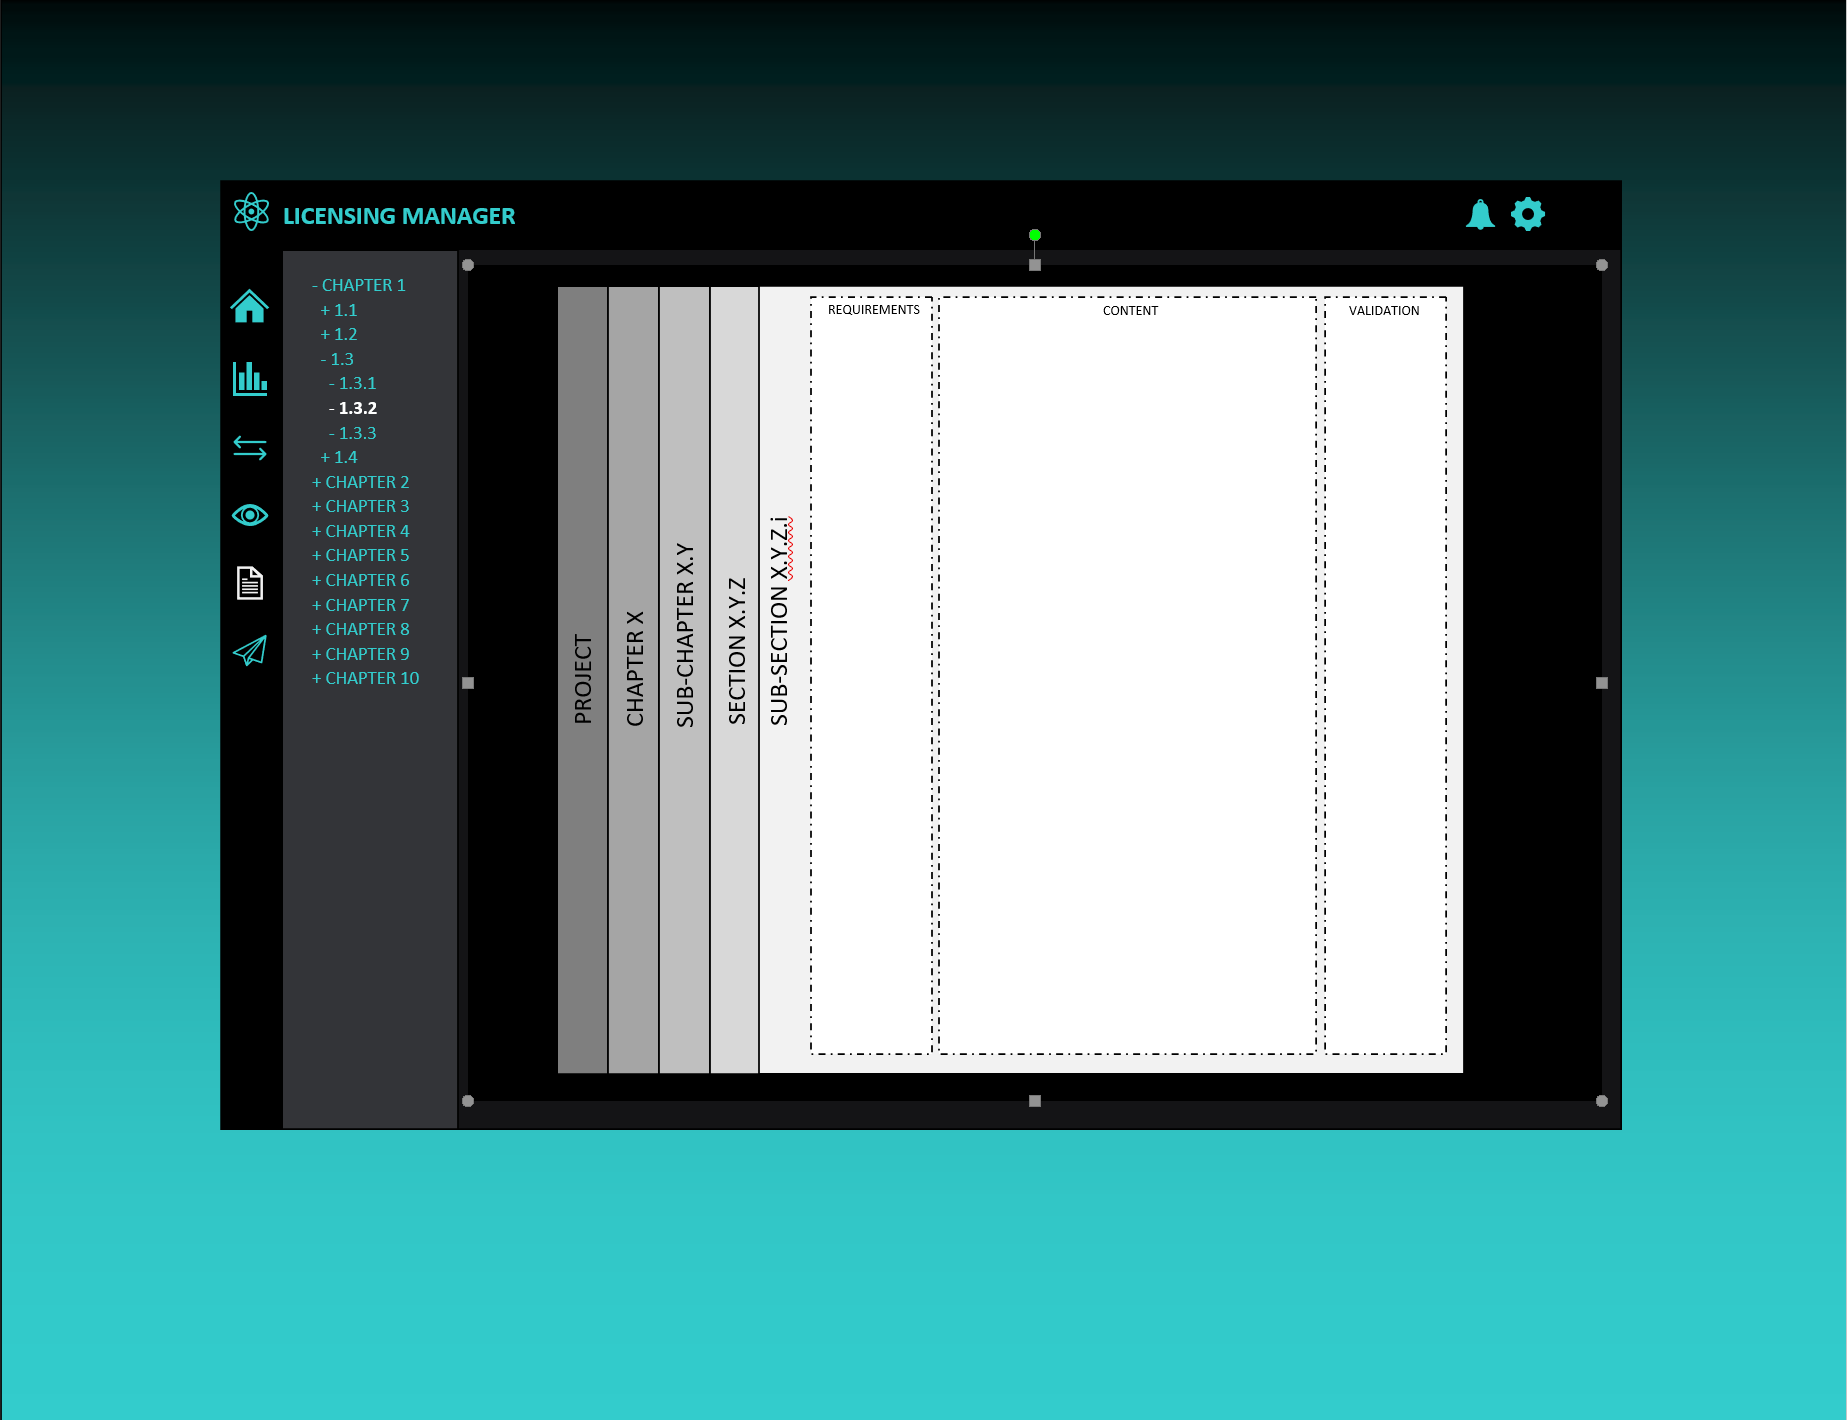 LICENSING MANAGER
- CHAPTER 1
+ 1.1
+ 1.2
- 1.3
- 1.3.1
- 1.3.2
- 1.3.3
+ 1.4
+ CHAPTER 2
+ CHAPTER 3
+ CHAPTER 4
+ CHAPTER 5
+ CHAPTER 6
+ CHAPTER 7
+ CHAPTER 8
+ CHAPTER 9
+ CHAPTER 10
PROJECT
CHAPTER X
SUB-CHAPTER X.Y
SECTION X.Y.Z
SUB-SECTION X.Y.Z.i
REQUIREMENTS
CONTENT
VALIDATION